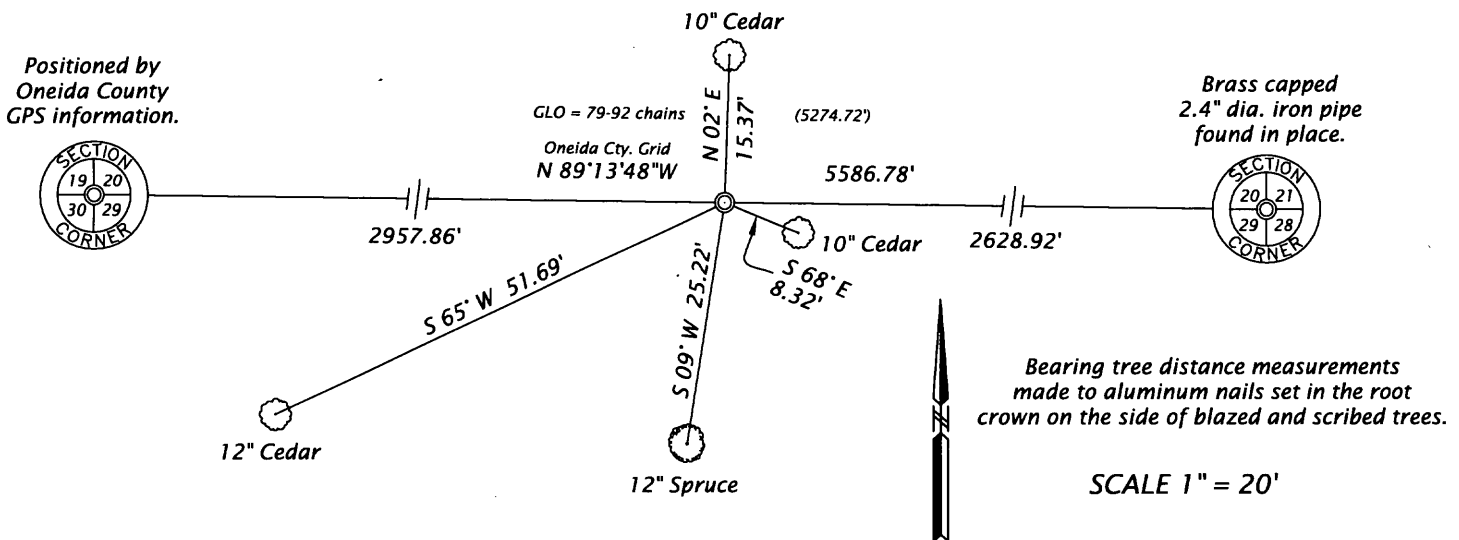 10" Cedar
Positioned by
Oneida County
GPS information.
Brass capped
2.4" dia. iron pipe
found in place.
GLO = 79-92 chains
(5274.72')
N 02° E
15.37'
Oneida Cty. Grid
N 89°13'48"W
5586.78'
SECTION
19 20
30 29
CORNER
SECTION
20 21
29 28
CORNER
2957.86'
10" Cedar
2628.92'
S 68° E
8.32'
S 65° W 51.69'
S 09° W 25.22'
N
Bearing tree distance measurements
made to aluminum nails set in the root
crown on the side of blazed and scribed trees.
12" Cedar
12" Spruce
SCALE 1" = 20'